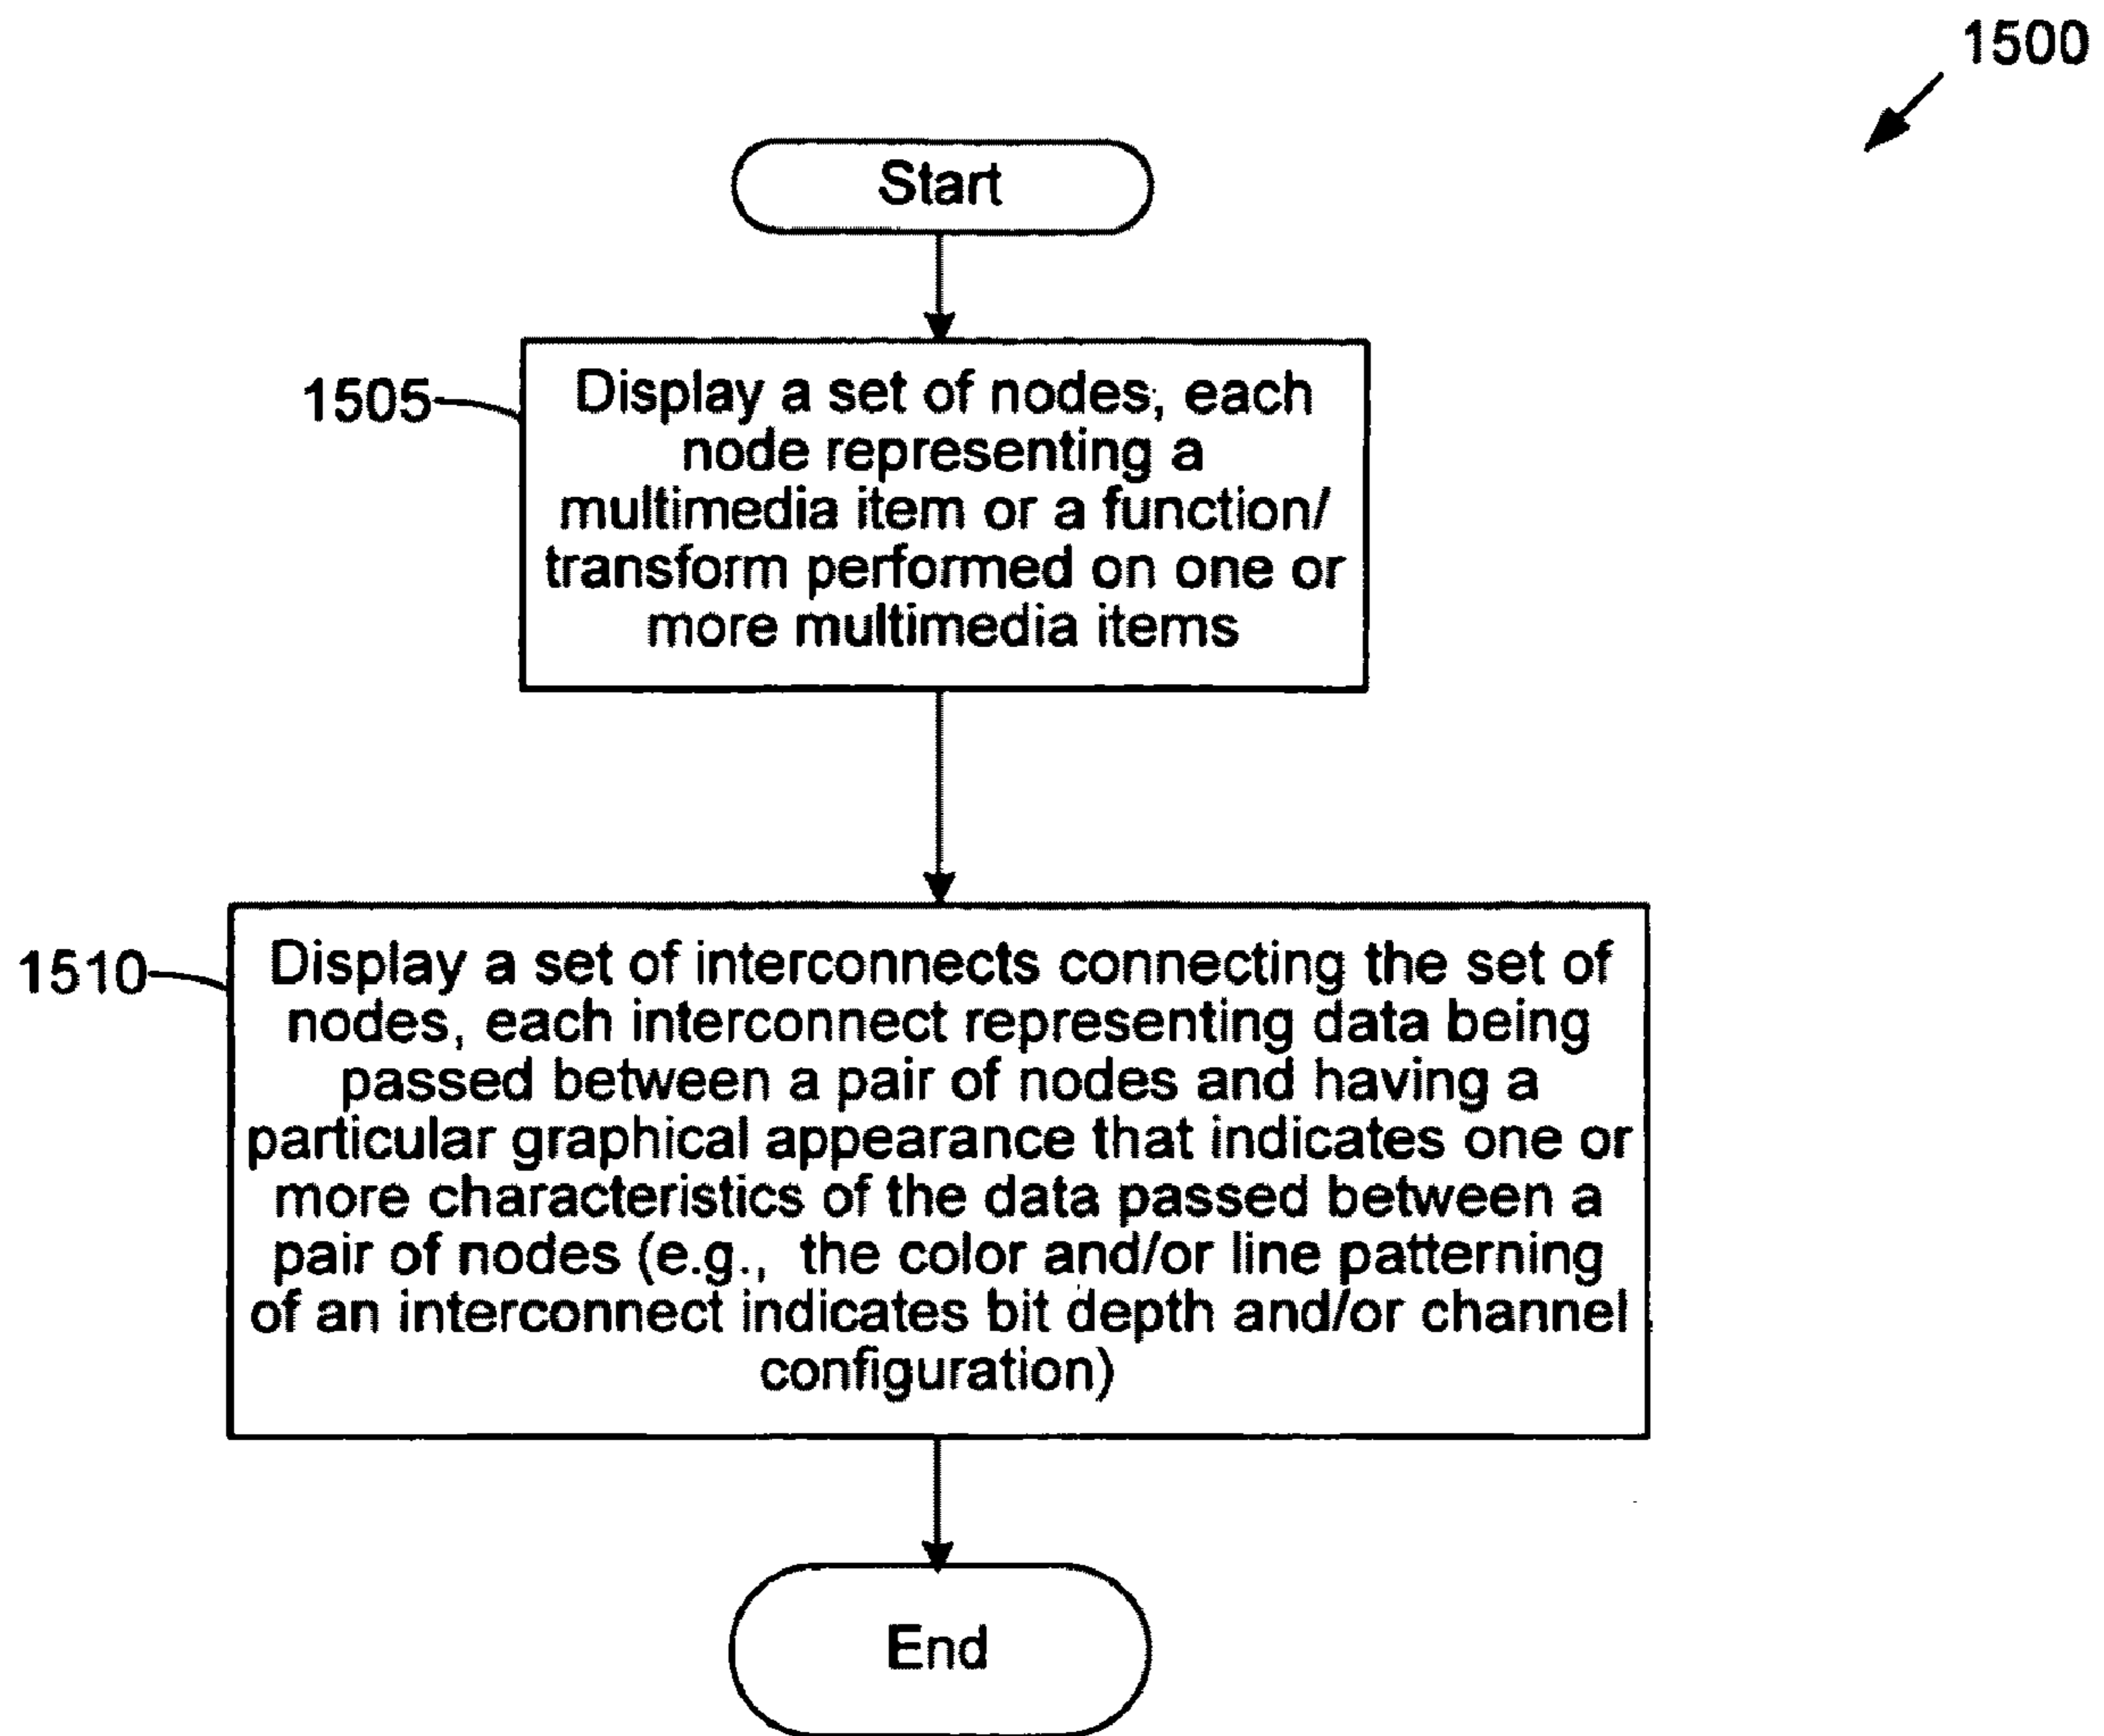 1500
Start
1505
Display a set of nodes, each
node representing a
multimedia item or a function/
transform performed on one or
more multimedia items
1510
Display a set of interconnects connecting the set of
nodes, each interconnect representing data being
passed between a pair of nodes and having a
particular graphical appearance that indicates one or
more characteristics of the data passed between a
pair of nodes (e.g., the color and/or line patterning
of an interconnect indicates bit depth and/or channel
configuration)
End